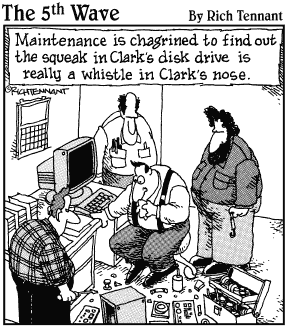 The 5th Wave By Rich Tennant
Maintenance is chagrined to find out
the squeak in Clark's disk drive is
really a whistle in Clark's nose.
©RICHTENNANT